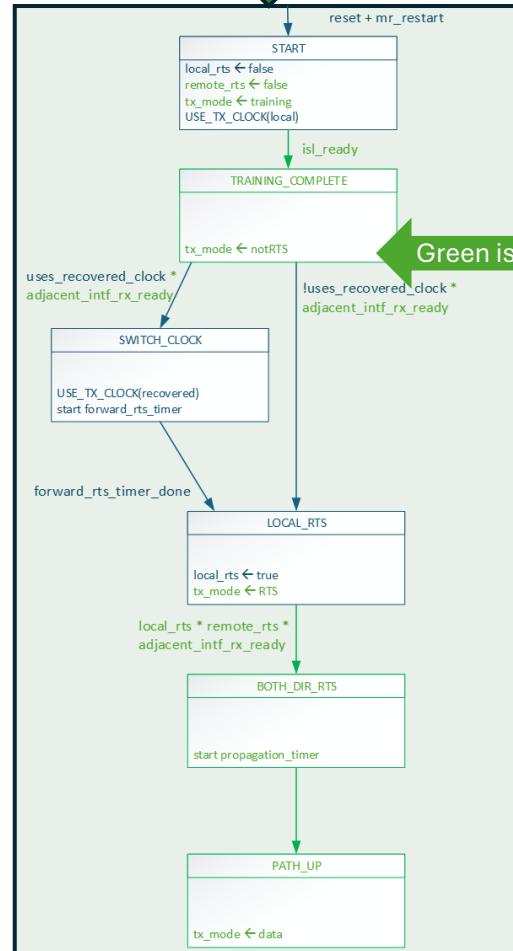 reset + mr_restart
START
local_rts ← false
remote_rts ← false
tx_mode ← training
USE_TX_CLOCK(local)
isl_ready
TRAINING_COMPLETE
tx_mode ← notRTS
Green is
uses_recovered_clock *
adjacent_intf_rx_ready
!uses_recovered_clock *
adjacent_intf_rx_ready
SWITCH_CLOCK
USE_TX_CLOCK(recovered)
start forward_rts_timer
forward_rts_timer_done
LOCAL_RTS
local_rts ← true
tx_mode ← RTS
local_rts * remote_rts *
adjacent_intf_rx_ready
BOTH_DIR_RTS
start propagation_timer
PATH_UP
tx_mode ← data